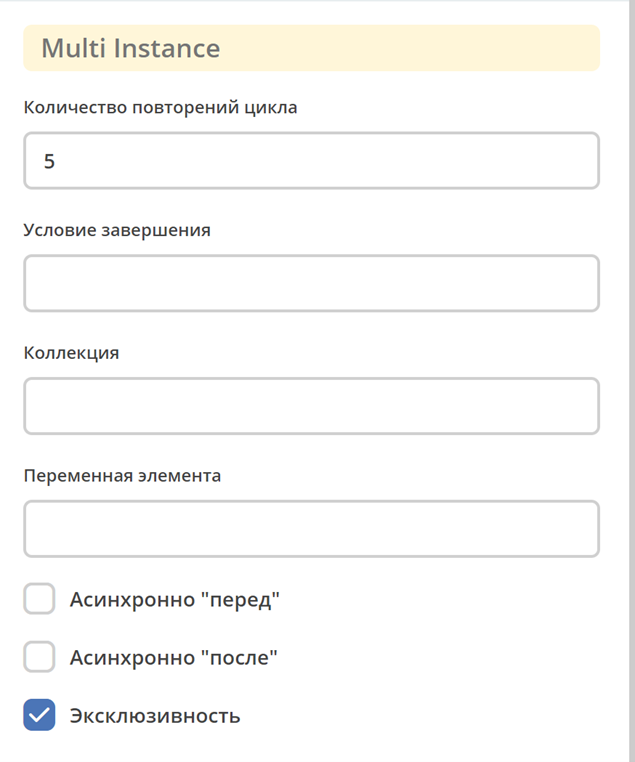 Multi Instance
Количество повторений цикла
5
Условие завершения
Коллекция
Переменная элемента
Асинхронно "перед"
Асинхронно "после"
Эксклюзивность